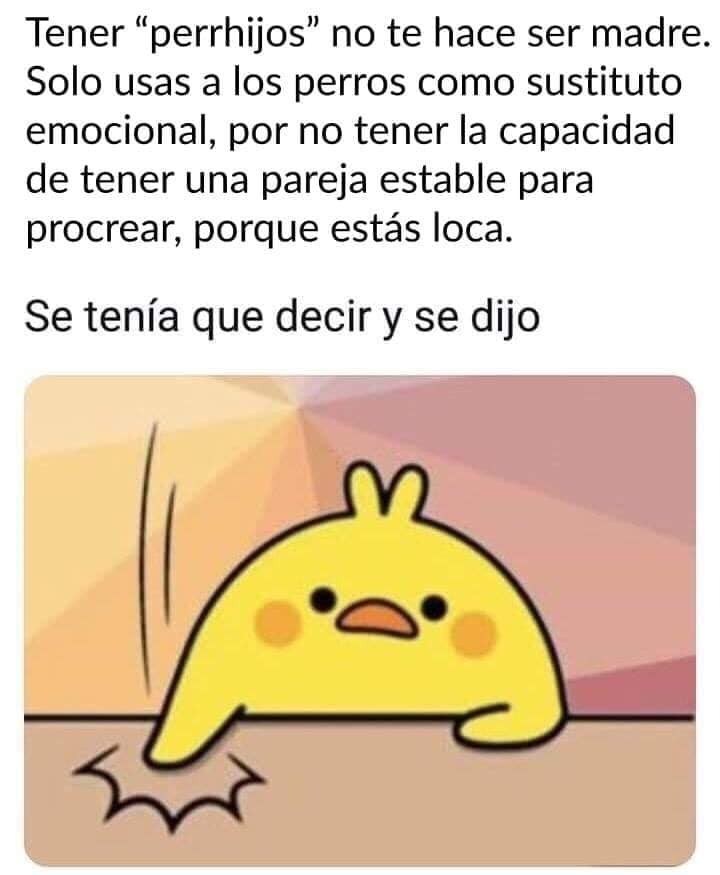 Tener “perrhijos” no te hace ser madre.
Solo usas a los perros como sustituto
emocional, por no tener la capacidad
de tener una pareja estable para
procrear, porque estás loca.
Se tenía que decir y se dijo